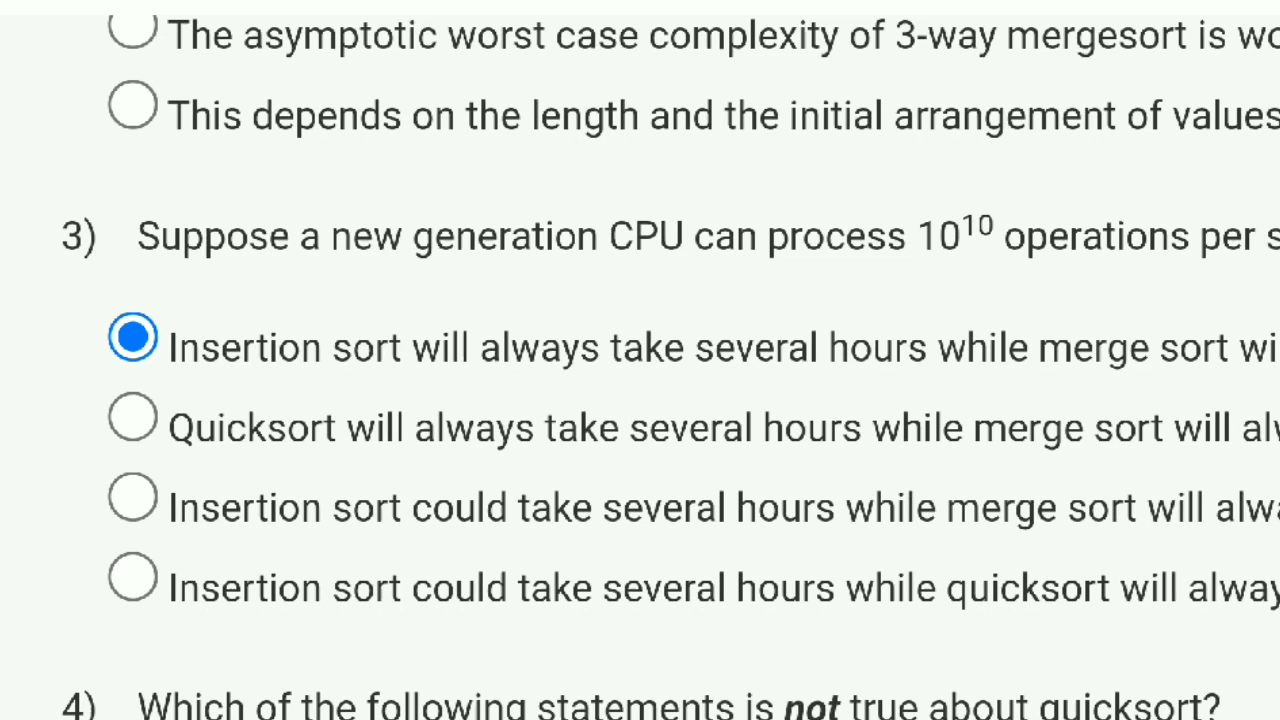 The asymptotic worst case complexity of 3-way mergesort is
This depends on the length and the initial arrangement of values
3) Suppose a new generation CPU can process 10¹⁰ operations per
Insertion sort will always take several hours while merge sort
Quicksort will always take several hours while merge sort will
Insertion sort could take several hours while merge sort will
Insertion sort could take several hours while quicksort will
4) Which of the following statements is not true about quicksort?